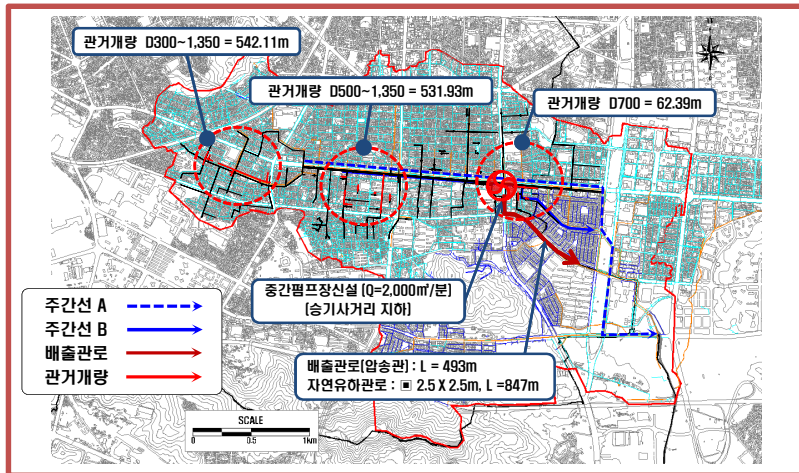 관거개량 D300~1,350 = 542.11m
관거개량 D500~1,350 = 531.93m
관거개량 D700 = 62.39m
중간펌프장신설 (Q=2,000㎥/분)
(승기사거리 지하)
배출관로(압송관) : L = 493m
자연유하관로 : ▣ 2.5 X 2.5m, L =847m
주간선 A
주간선 B
배출관로
관거개량
SCALE
0 0.5 1km